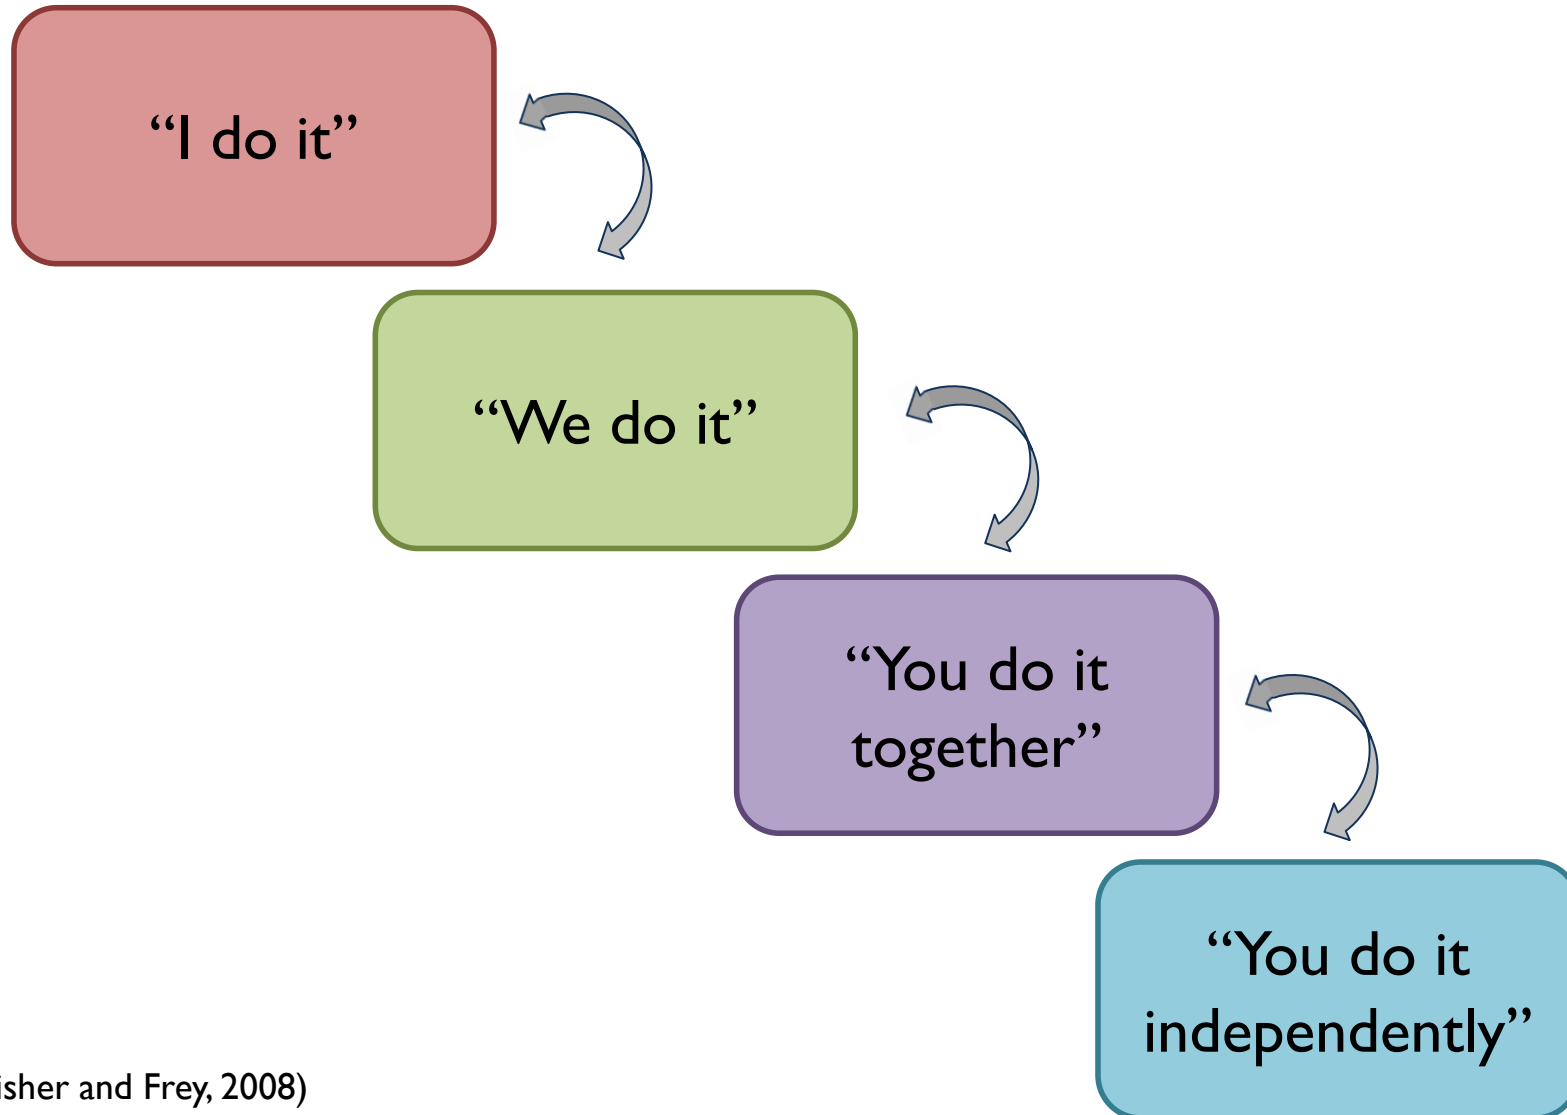 “I do it”
“We do it”
“You do it
together”
“You do it
independently”
isher and Frey, 2008)